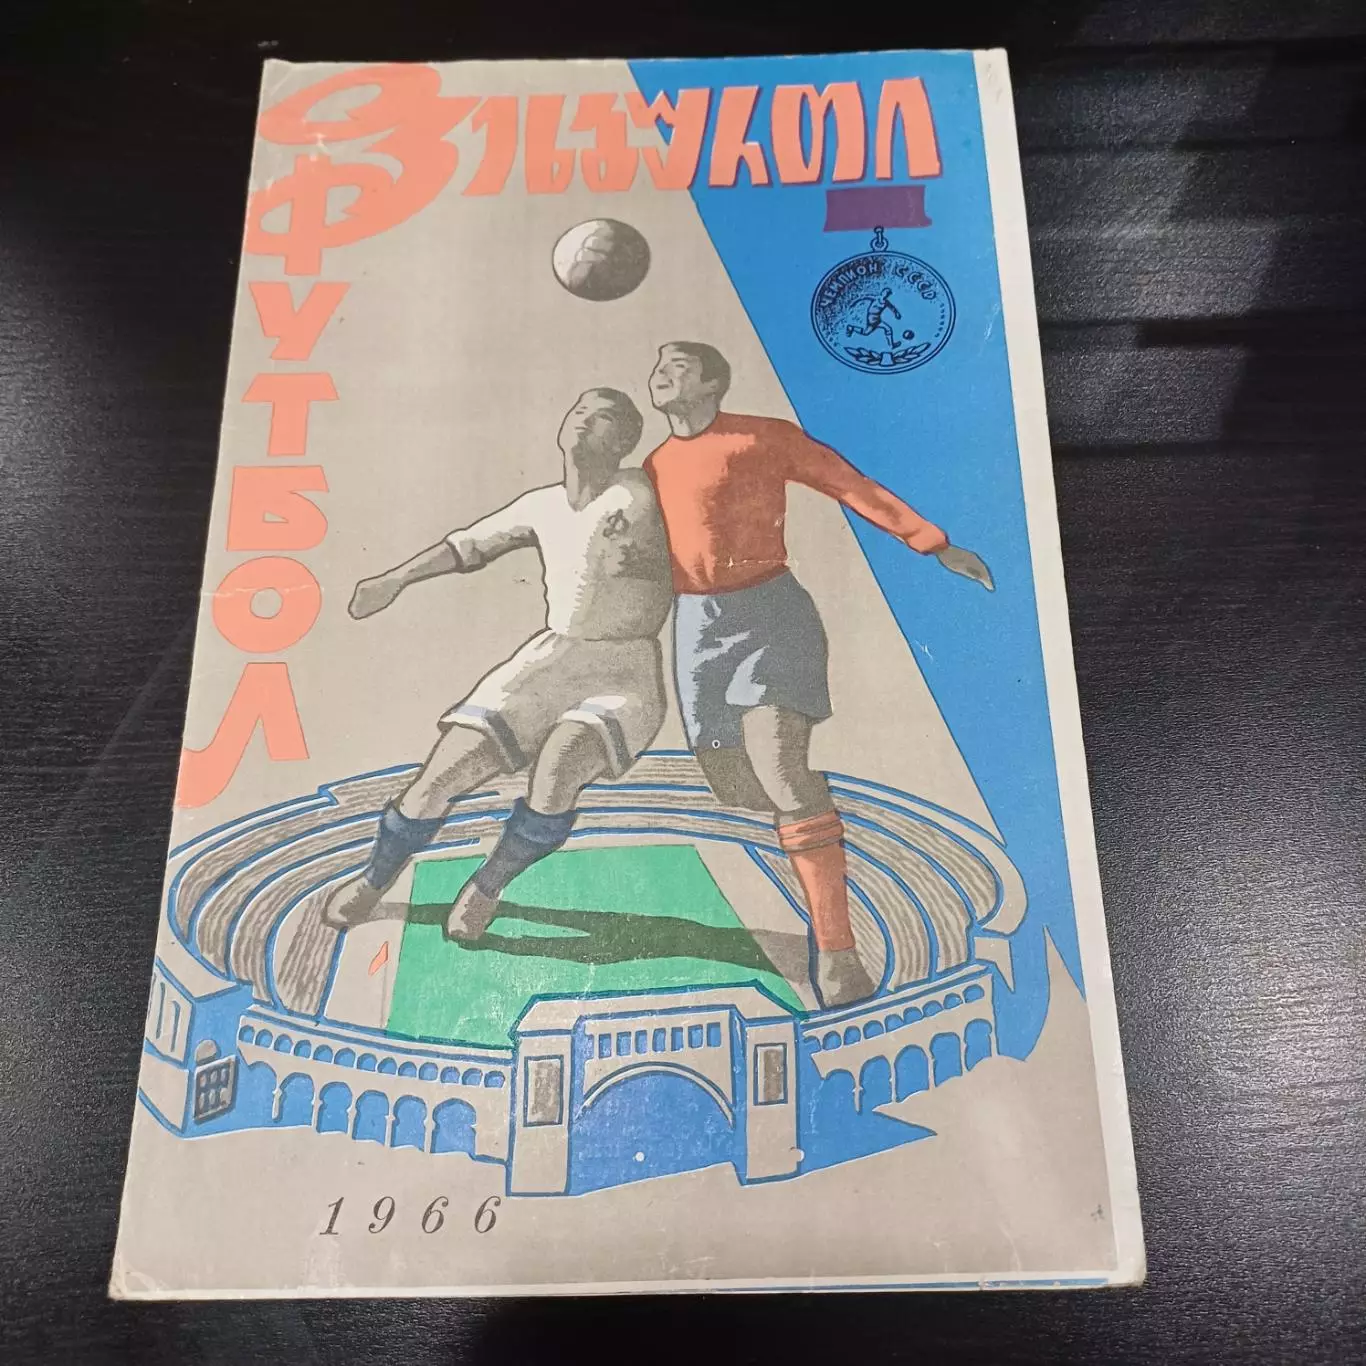 ფეხბურთი
ФУТБОЛ
ЧЕМПИОН СССР
Ф
1966